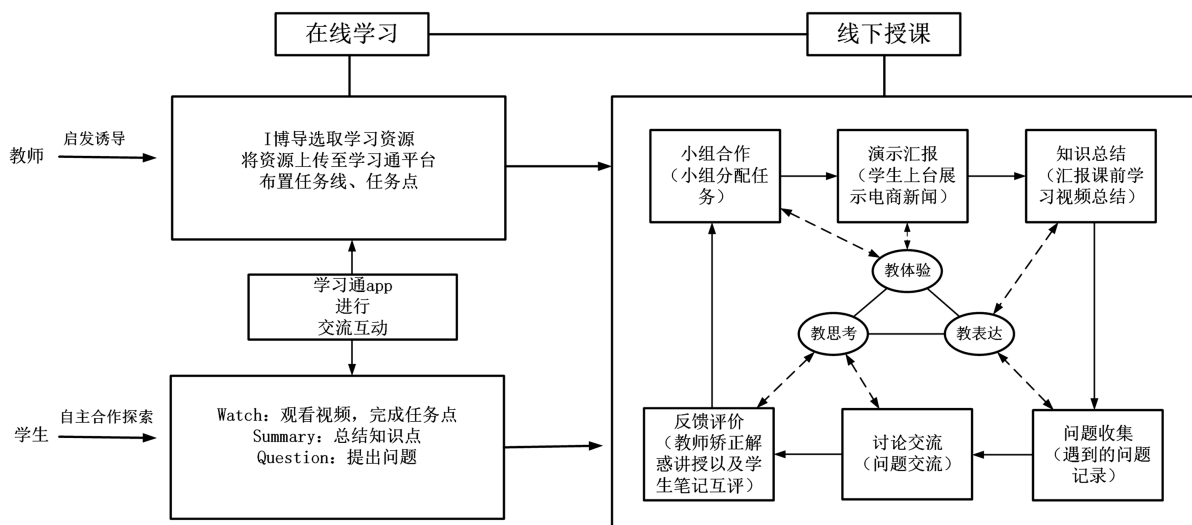 在线学习
线下授课
教师
启发诱导
I博导选取学习资源
将资源上传至学习通平台
布置任务线、任务点
学习通app
进行
交流互动
学生
自主合作探索
Watch：观看视频，完成任务点
Summary：总结知识点
Question：提出问题
小组合作
（小组分配任
务）
演示汇报
（学生上台展
示电商新闻）
知识总结
（汇报课前学
习视频总结）
教体验
教思考
教表达
反馈评价
（教师矫正解
惑讲授以及学
生笔记互评）
讨论交流
（问题交流）
问题收集
（遇到的问题
记录）